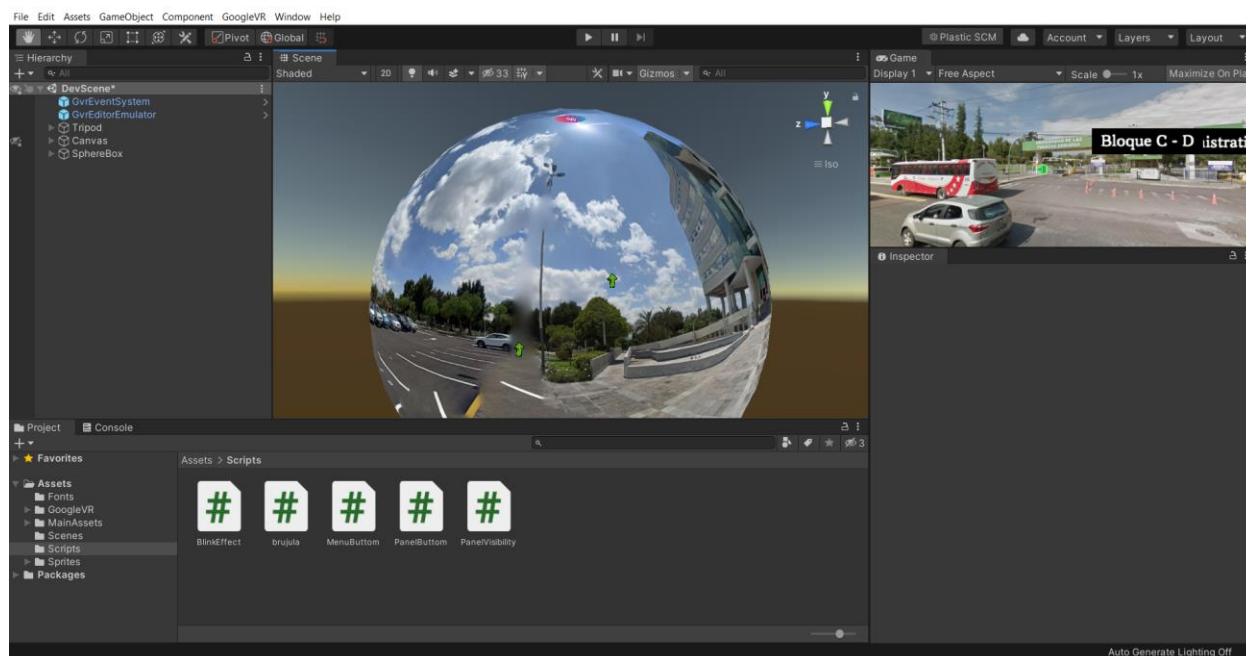 File Edit Assets GameObject Component GoogleVR Window Help
Pivot Global Plastic SCM Account Layers Layout
Hierarchy
All
DevScene*
GvrEventSystem
GvrEditorEmulator
Tripod
Canvas
SphereBox
Scene
Shaded 2D 33 Gizmos All
y
z
Iso
Game
Display 1 Free Aspect Scale 1x Maximize On Pla
Bloque C - D istrati
Inspector
Project Console
3
Favorites
Assets
Fonts
GoogleVR
MainAssets
Scenes
Scripts
Sprites
Packages
Assets > Scripts
BlinkEffect brujula MenuButtom PanelButtom PanelVisibility
Auto Generate Lighting Off